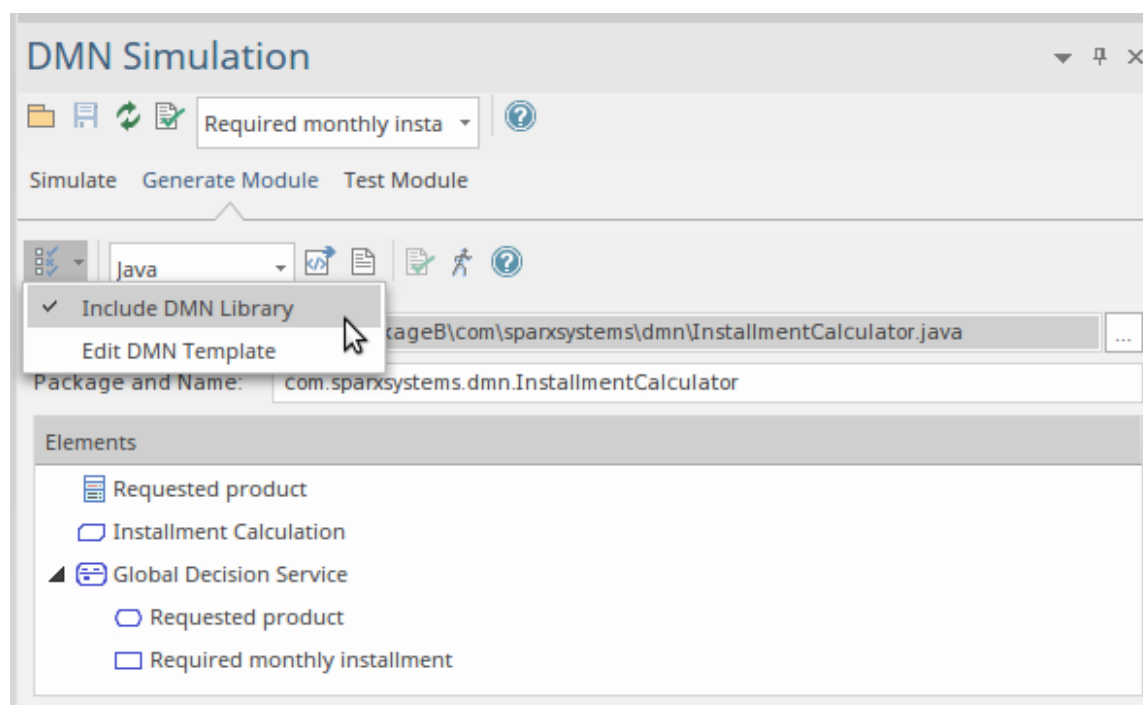 DMN Simulation
Required monthly insta
Simulate Generate Module Test Module
Java
Include DMN Library
kageB\com\sparxsystems\dmn\InstallmentCalculator.java
...
Edit DMN Template
Package and Name: com.sparxsystems.dmn.InstallmentCalculator
Elements
Requested product
Installment Calculation
Global Decision Service
Requested product
Required monthly installment